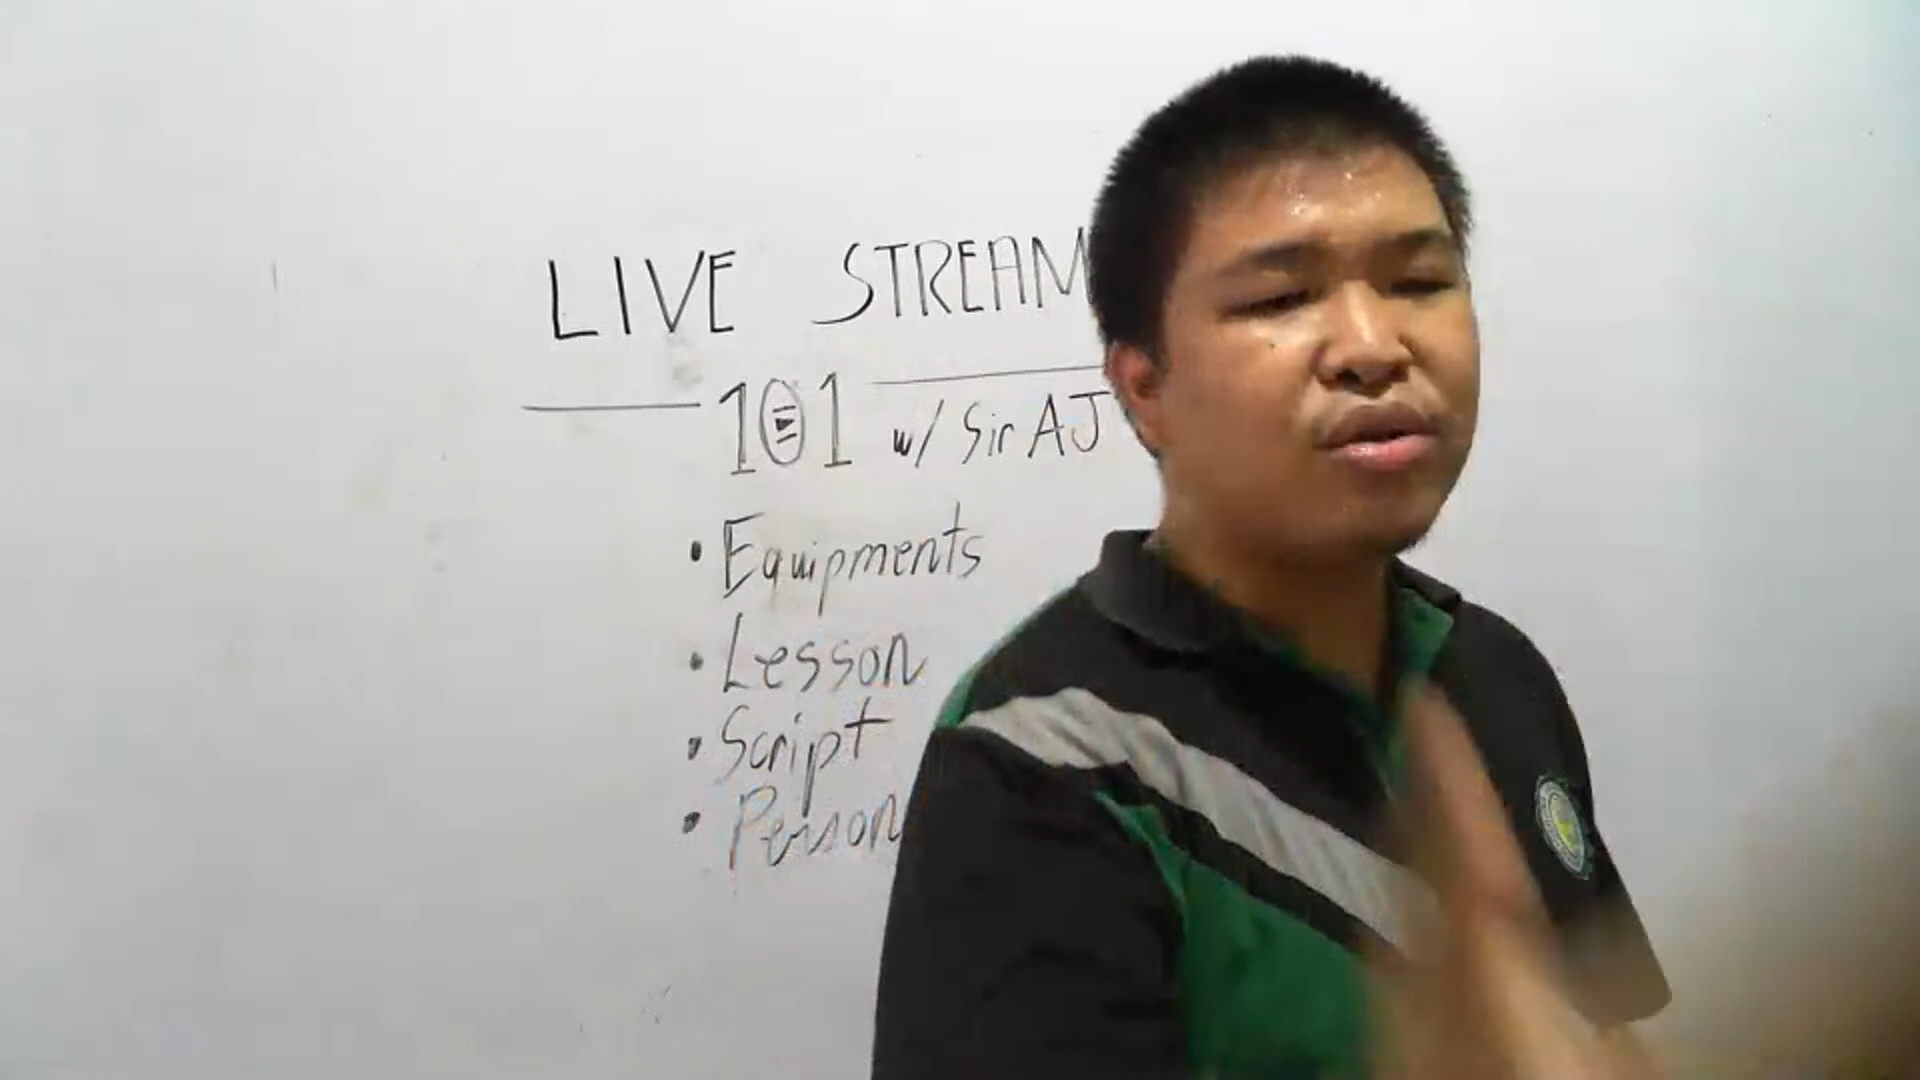 LIVE STREAM
101 w/ Sir AJ
• Equipments
• Lesson
• Script
• Person